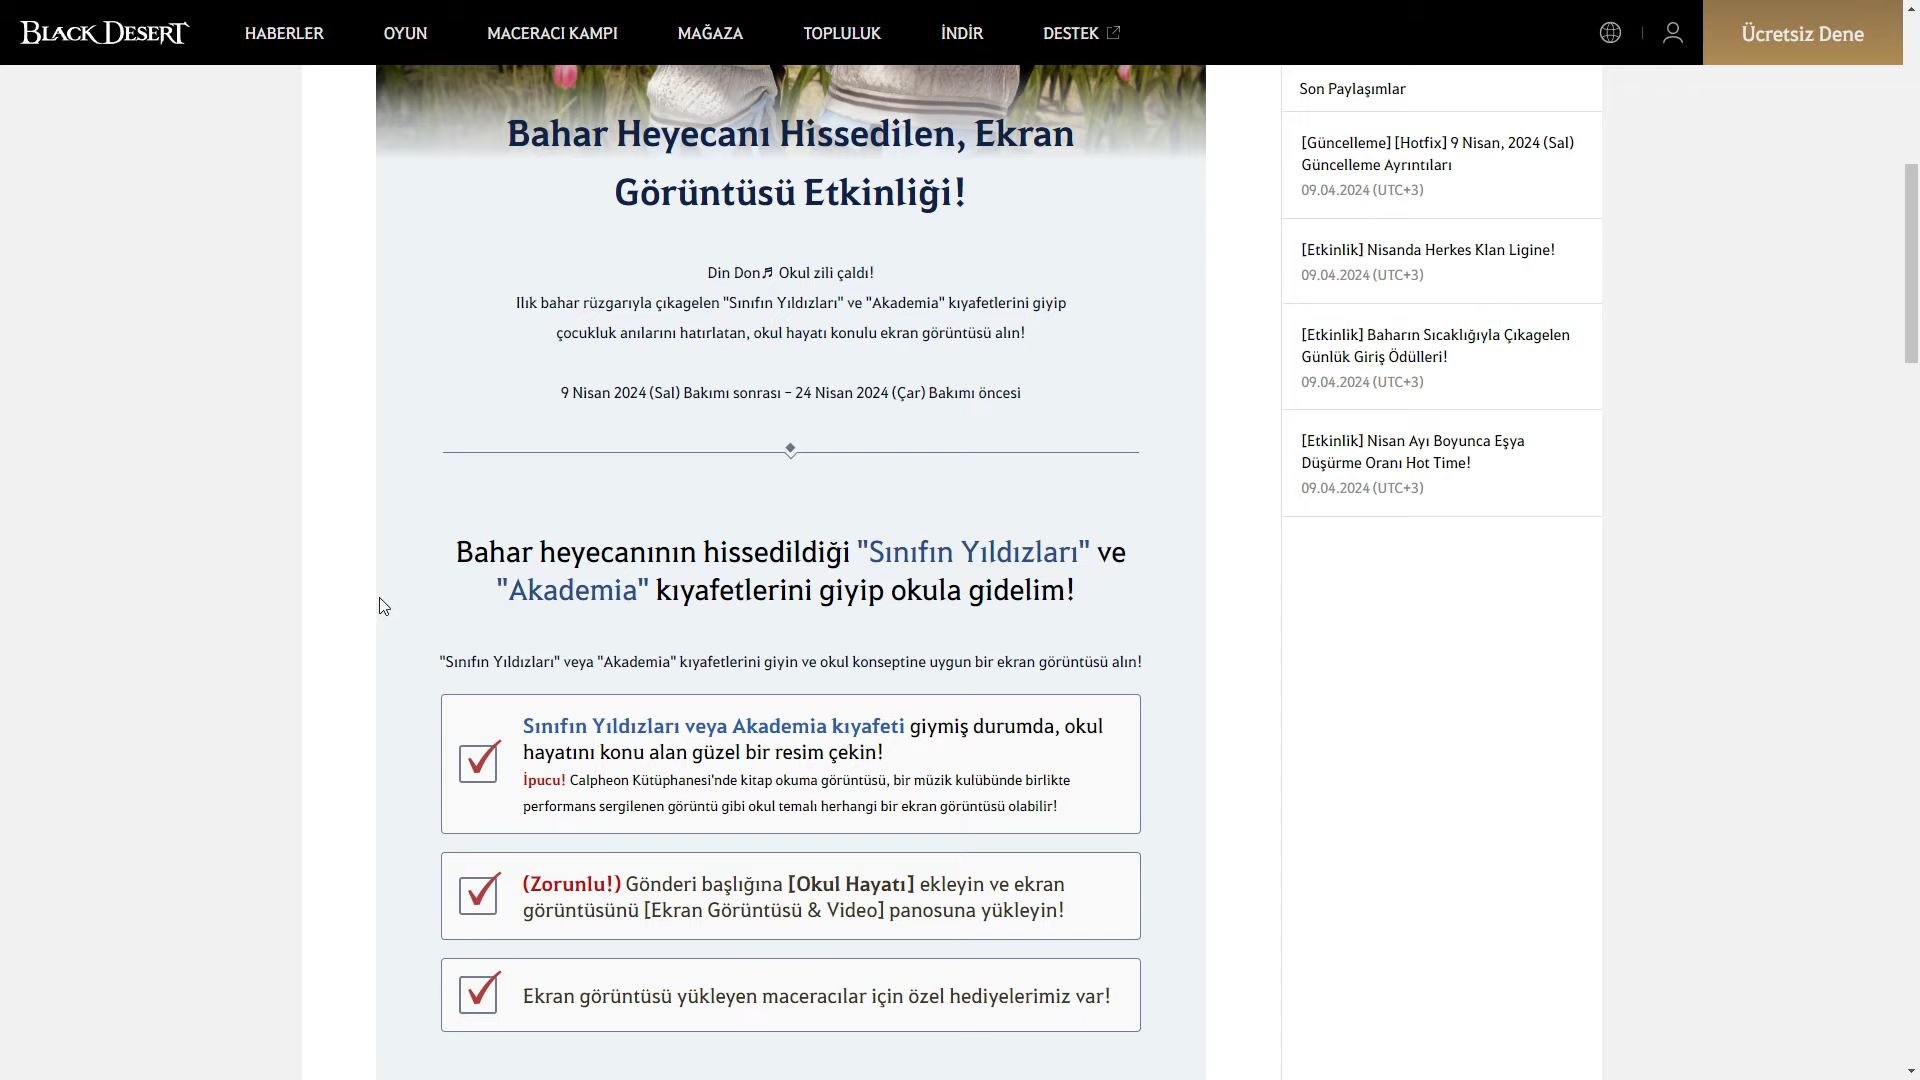 BLACK DESERT
HABERLER
OYUN
MACERACI KAMPI
MAĞAZA
TOPLULUK
İNDİR
DESTEK
Ücretsiz Dene
Bahar Heyecanı Hissedilen, Ekran
Görüntüsü Etkinliği!
Din Don♬ Okul zili çaldı!
Ilık bahar rüzgarıyla çıkagelen "Sınıfın Yıldızları" ve "Akademia" kıyafetlerini giyip
çocukluk anılarını hatırlatan, okul hayatı konulu ekran görüntüsü alın!
9 Nisan 2024 (Sal) Bakımı sonrası – 24 Nisan 2024 (Çar) Bakımı öncesi
Bahar heyecanının hissedildiği "Sınıfın Yıldızları" ve
"Akademia" kıyafetlerini giyip okula gidelim!
"Sınıfın Yıldızları" veya "Akademia" kıyafetlerini giyin ve okul konseptine uygun bir ekran görüntüsü alın!
Sınıfın Yıldızları veya Akademia kıyafeti giymiş durumda, okul
hayatını konu alan güzel bir resim çekin!
İpucu! Calpheon Kütüphanesi'nde kitap okuma görüntüsü, bir müzik kulübünde birlikte
performans sergilenen görüntü gibi okul temalı herhangi bir ekran görüntüsü olabilir!
(Zorunlu!) Gönderi başlığına [Okul Hayatı] ekleyin ve ekran
görüntüsünü [Ekran Görüntüsü & Video] panosuna yükleyin!
Ekran görüntüsü yükleyen maceracılar için özel hediyelerimiz var!
Son Paylaşımlar
[Güncelleme] [Hotfix] 9 Nisan, 2024 (Sal)
Güncelleme Ayrıntıları
09.04.2024 (UTC+3)
[Etkinlik] Nisanda Herkes Klan Ligine!
09.04.2024 (UTC+3)
[Etkinlik] Baharın Sıcaklığıyla Çıkagelen
Günlük Giriş Ödülleri!
09.04.2024 (UTC+3)
[Etkinlik] Nisan Ayı Boyunca Eşya
Düşürme Oranı Hot Time!
09.04.2024 (UTC+3)